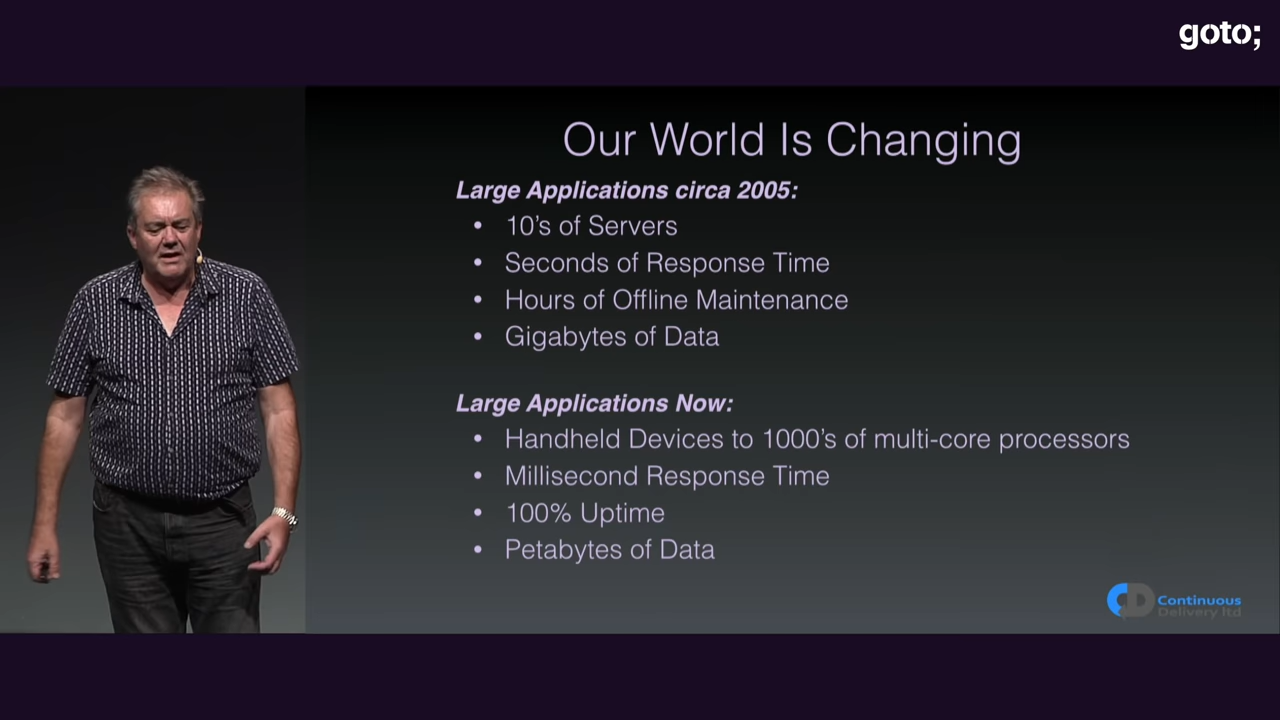 goto;
Our World Is Changing
Large Applications circa 2005:
• 10's of Servers
• Seconds of Response Time
• Hours of Offline Maintenance
• Gigabytes of Data
Large Applications Now:
• Handheld Devices to 1000's of multi-core processors
• Millisecond Response Time
• 100% Uptime
• Petabytes of Data
CD Continuous
Delivery ltd